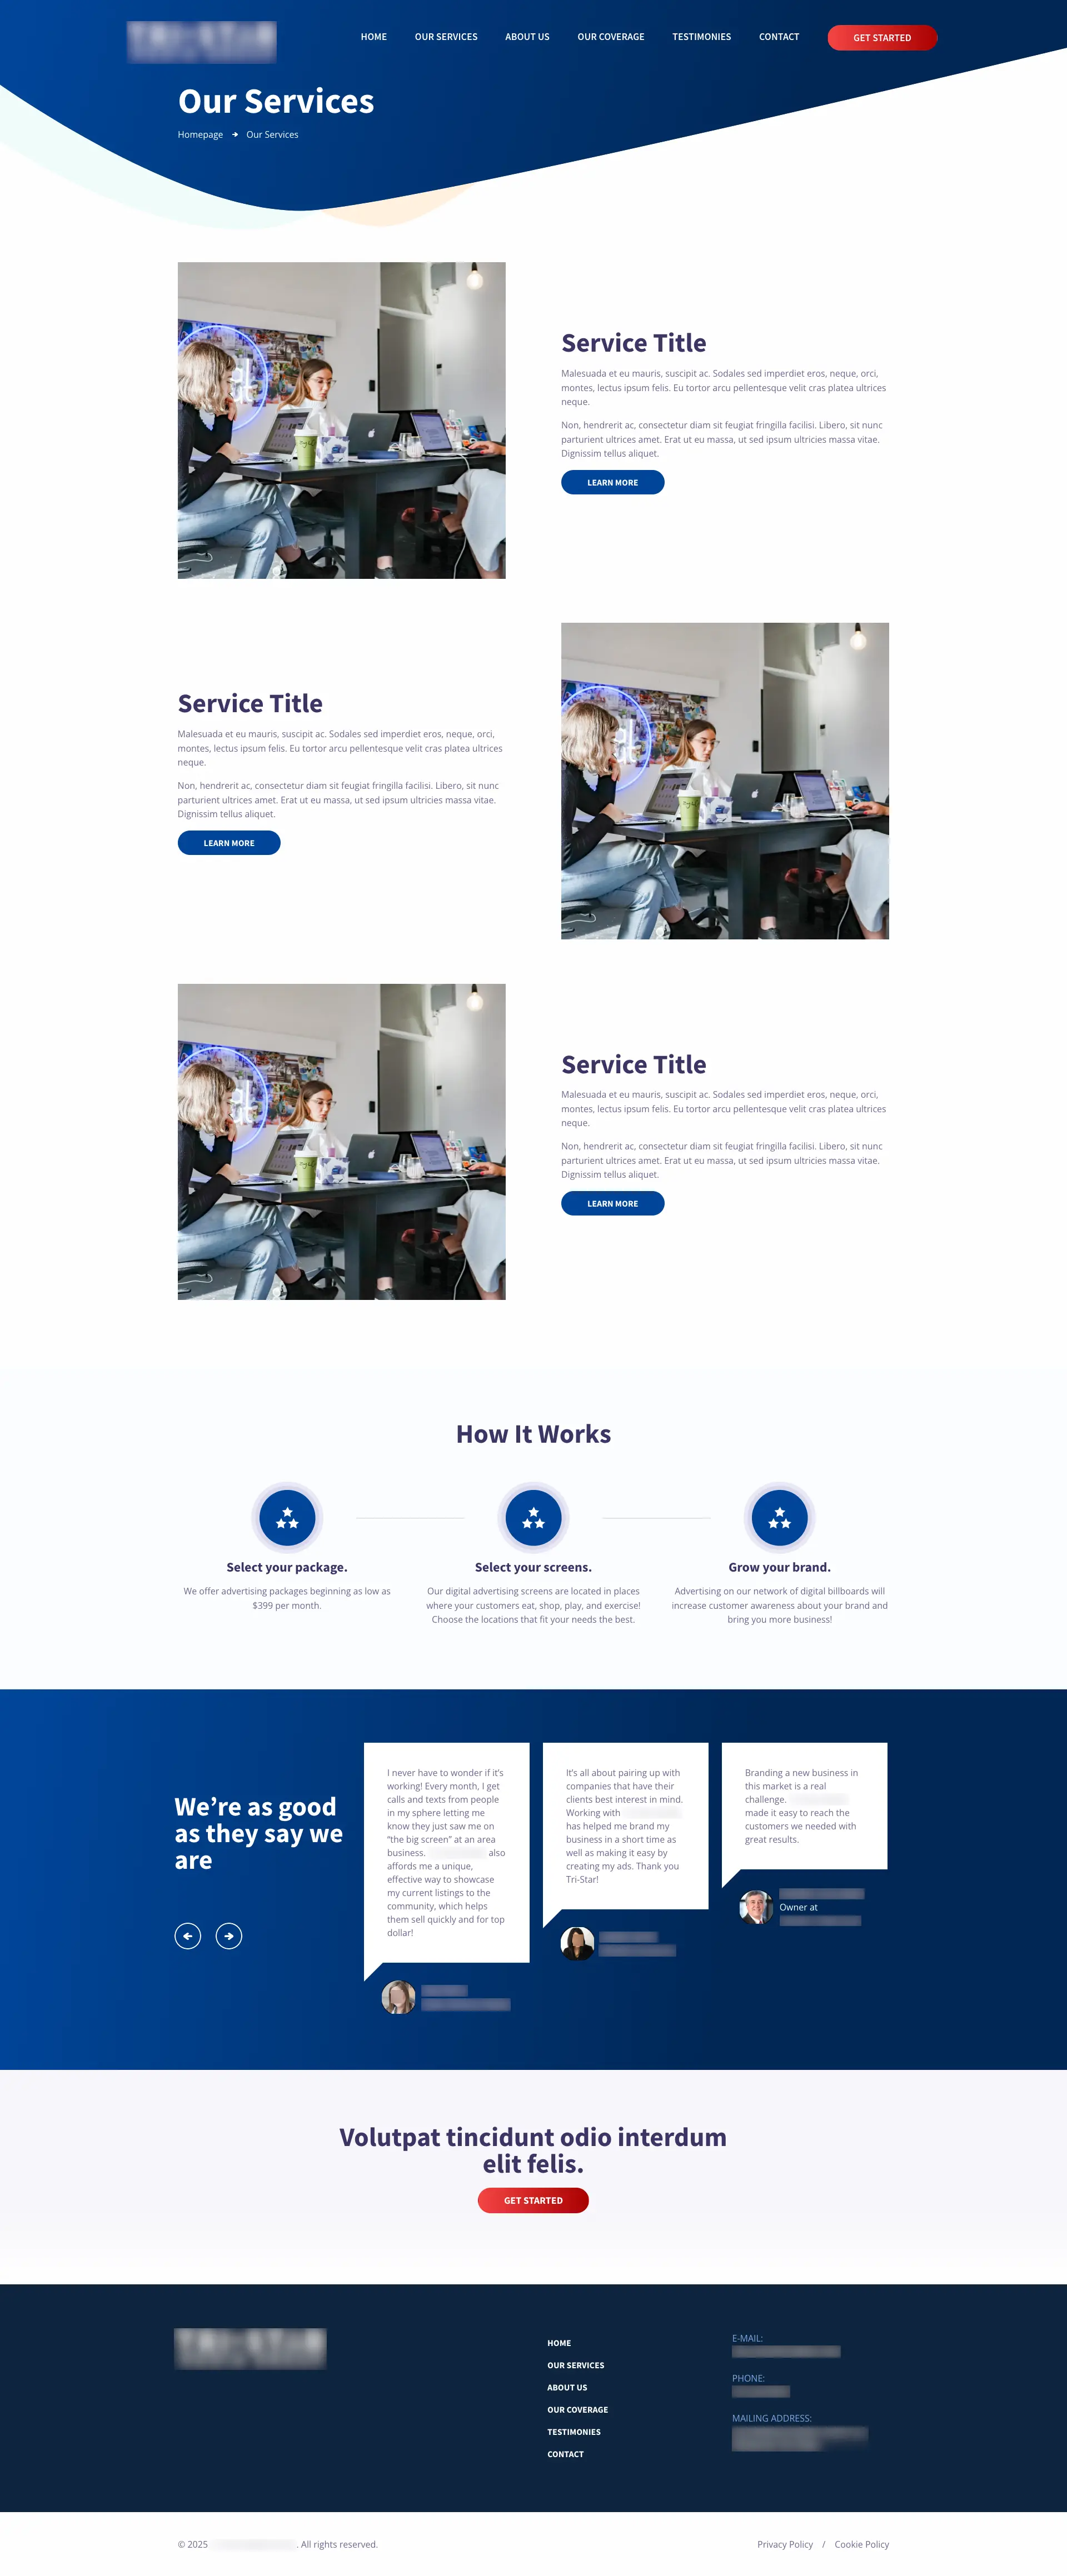 HOME OUR SERVICES ABOUT US OUR COVERAGE TESTIMONIES CONTACT GET STARTED
Our Services
Homepage → Our Services
Service Title
Malesuada et eu mauris, suscipit ac. Sodales sed imperdiet eros, neque, orci,
montes, lectus ipsum felis. Eu tortor arcu pellentesque velit cras platea ultrices
neque.
Non, hendrerit ac, consectetur diam sit feugiat fringilla facilisi. Libero, sit nunc
parturient ultrices amet. Erat ut eu massa, ut sed ipsum ultricies massa vitae.
Dignissim tellus aliquet.
LEARN MORE
Service Title
Malesuada et eu mauris, suscipit ac. Sodales sed imperdiet eros, neque, orci,
montes, lectus ipsum felis. Eu tortor arcu pellentesque velit cras platea ultrices
neque.
Non, hendrerit ac, consectetur diam sit feugiat fringilla facilisi. Libero, sit nunc
parturient ultrices amet. Erat ut eu massa, ut sed ipsum ultricies massa vitae.
Dignissim tellus aliquet.
LEARN MORE
Service Title
Malesuada et eu mauris, suscipit ac. Sodales sed imperdiet eros, neque, orci,
montes, lectus ipsum felis. Eu tortor arcu pellentesque velit cras platea ultrices
neque.
Non, hendrerit ac, consectetur diam sit feugiat fringilla facilisi. Libero, sit nunc
parturient ultrices amet. Erat ut eu massa, ut sed ipsum ultricies massa vitae.
Dignissim tellus aliquet.
LEARN MORE
How It Works
Select your package.
We offer advertising packages beginning as low as
$399 per month.
Select your screens.
Our digital advertising screens are located in places
where your customers eat, shop, play, and exercise!
Choose the locations that fit your needs the best.
Grow your brand.
Advertising on our network of digital billboards will
increase customer awareness about your brand and
bring you more business!
We’re as good
as they say we
are
I never have to wonder if it’s
working! Every month, I get
calls and texts from people
in my sphere letting me
know they just saw me on
“the big screen” at an area
business. also
affords me a unique,
effective way to showcase
my current listings to the
community, which helps
them sell quickly and for top
dollar!
It’s all about pairing up with
companies that have their
clients best interest in mind.
Working with
has helped me brand my
business in a short time as
well as making it easy by
creating my ads. Thank you
Tri-Star!
Branding a new business in
this market is a real
challenge.
made it easy to reach the
customers we needed with
great results.
Owner at
Volutpat tincidunt odio interdum
elit felis.
GET STARTED
HOME
OUR SERVICES
ABOUT US
OUR COVERAGE
TESTIMONIES
CONTACT
E-MAIL:
PHONE:
MAILING ADDRESS:
© 2025 . All rights reserved.
Privacy Policy / Cookie Policy